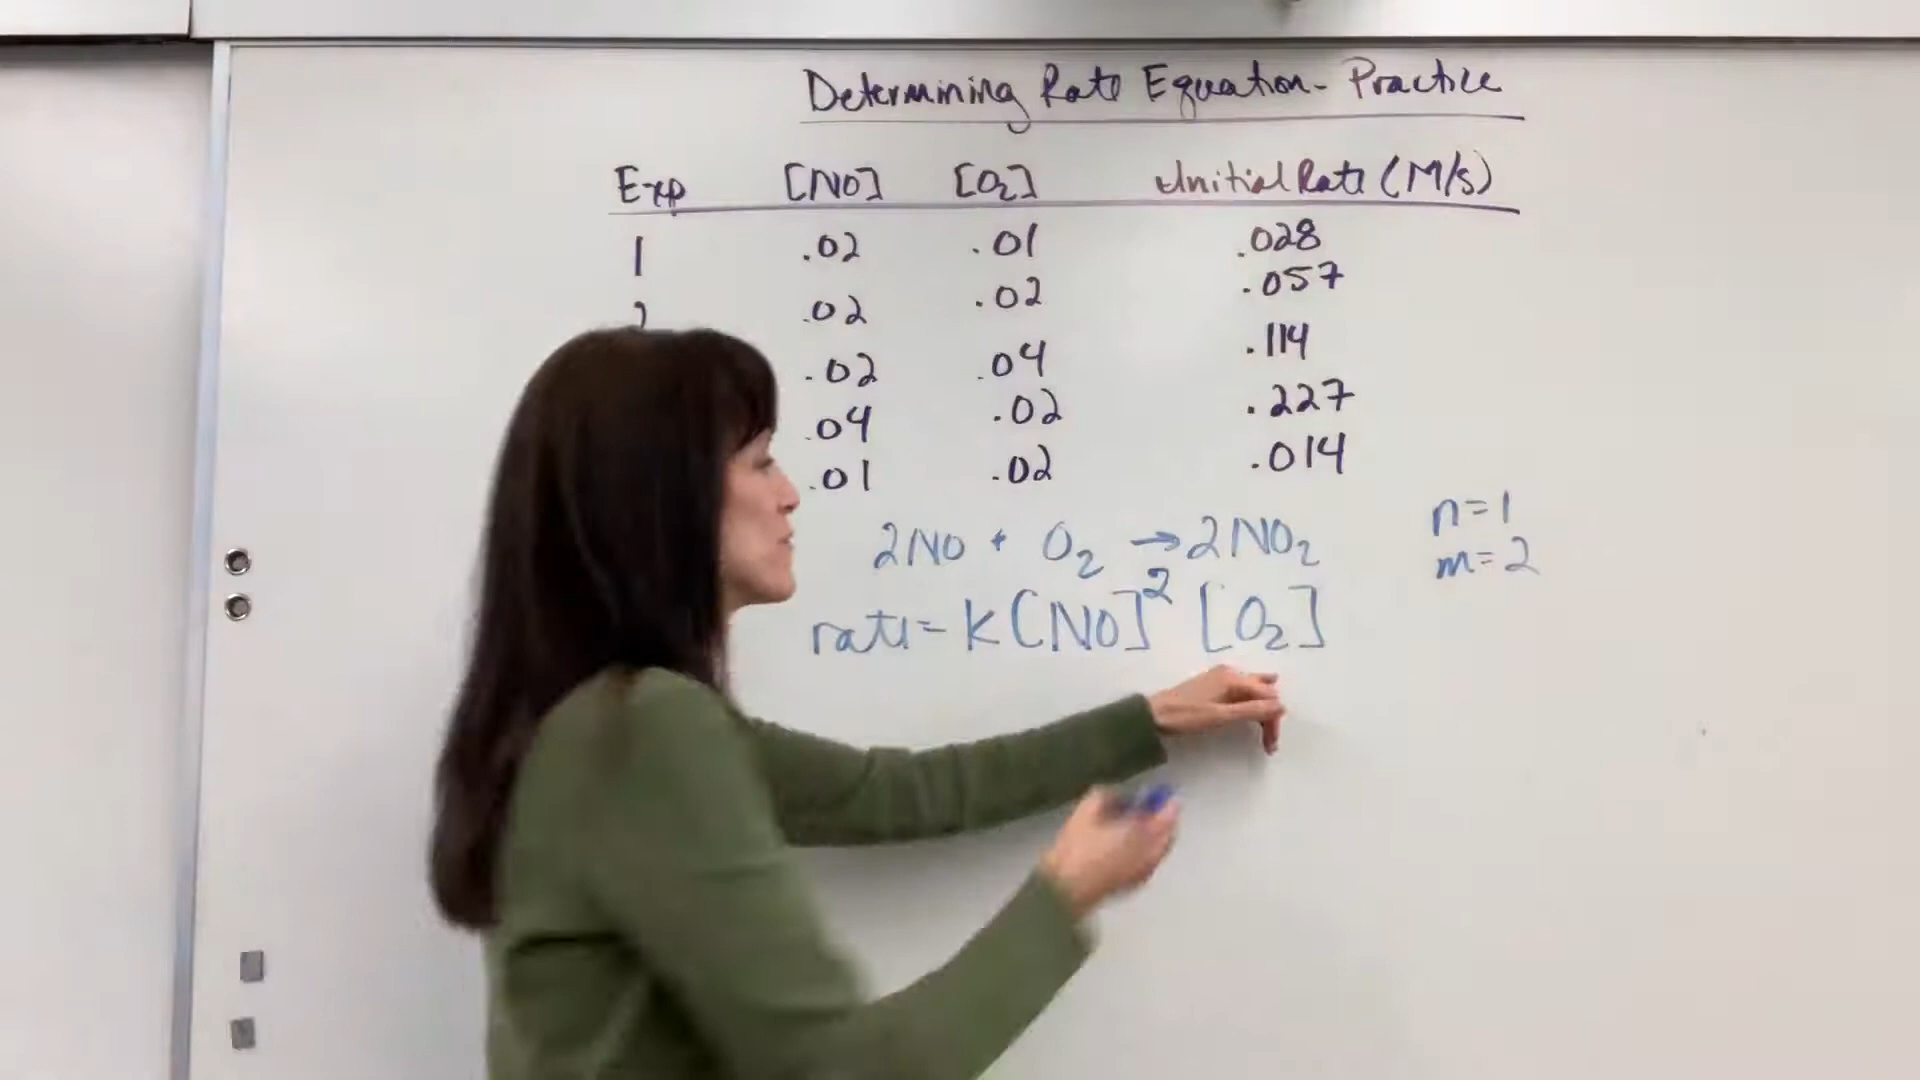 Determining Rate Equation - Practice
Exp [NO] [O₂] Initial Rate (M/s)
1 .02 .01 .028
2 .02 .02 .057
.02 .04 .114
.04 .02 .227
.01 .02 .014
n=1
2NO + O₂ → 2NO₂
m=2
rate = k[NO]² [O₂]